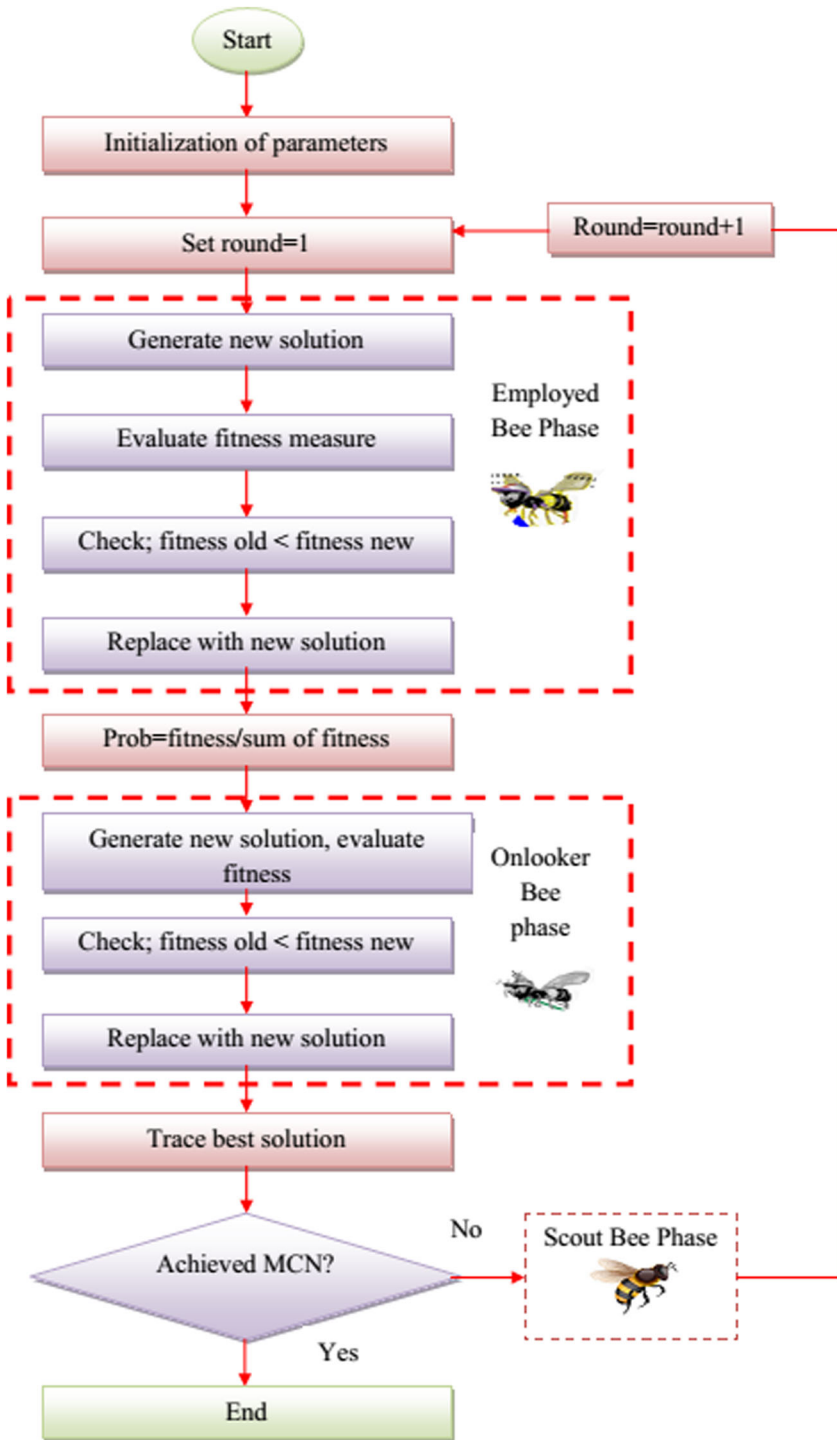 Start
Initialization of parameters
Set round=1
Round=round+1
Generate new solution
Employed
Bee Phase
Evaluate fitness measure
Check; fitness old < fitness new
Replace with new solution
Prob=fitness/sum of fitness
Generate new solution, evaluate
fitness
Onlooker
Bee
phase
Check; fitness old < fitness new
Replace with new solution
Trace best solution
Achieved MCN?
No
Scout Bee Phase
Yes
End